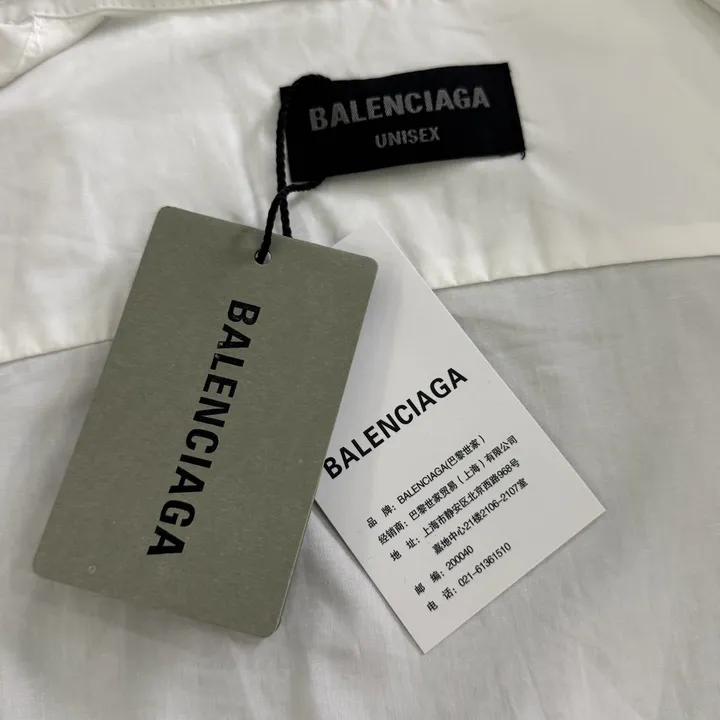 BALENCIAGA
UNISEX
BALENCIAGA
BALENCIAGA
品 牌：BALENCIAGA(巴黎世家)
经销商：巴黎世家贸易（上海）有限公司
地 址：上海市静安区北京西路968号
嘉地中心21楼2106-2107室
邮 编：200040
电 话：021-61361510